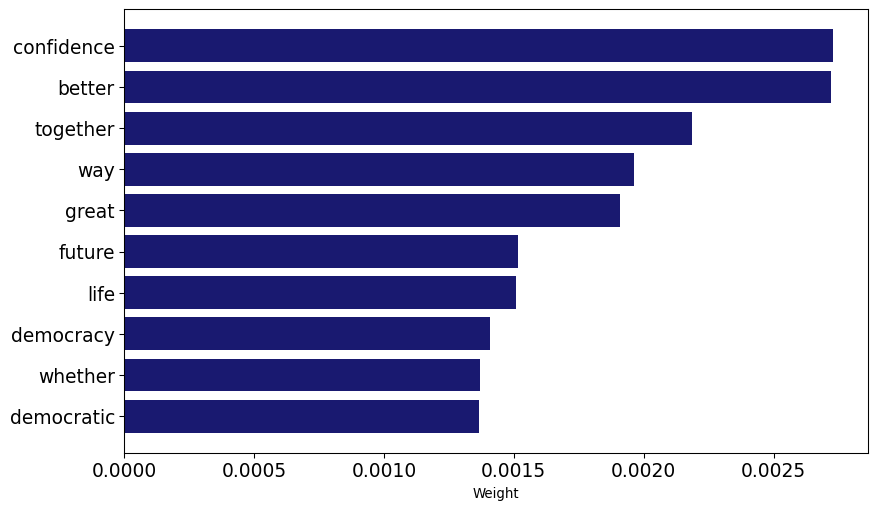 confidence
better
together
way
great
future
life
democracy
whether
democratic
0.0000 0.0005 0.0010 0.0015 0.0020 0.0025
Weight